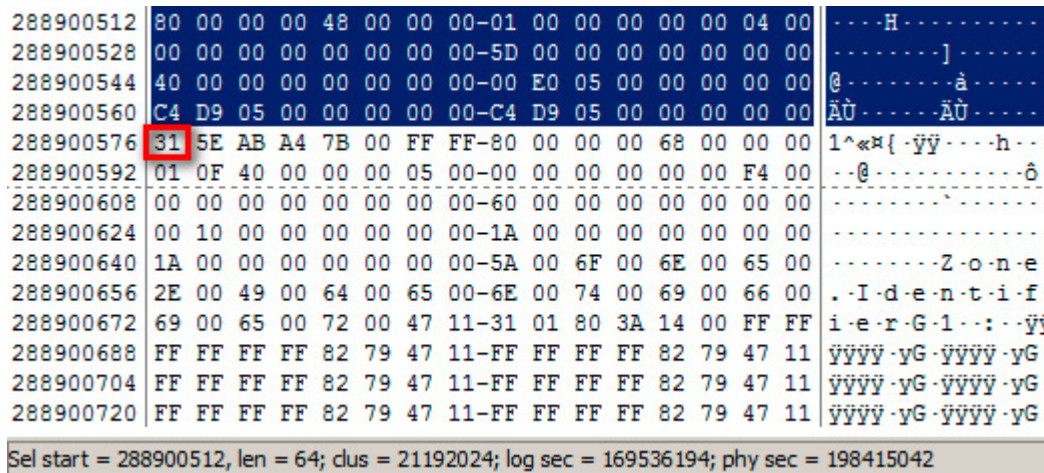 288900512 80 00 00 00 48 00 00 00-01 00 00 00 00 00 04 00 ····H···········
288900528 00 00 00 00 00 00 00 00-5D 00 00 00 00 00 00 00 ········]·······
288900544 40 00 00 00 00 00 00 00-00 E0 05 00 00 00 00 00 @········à·····
288900560 C4 D9 05 00 00 00 00 00-C4 D9 05 00 00 00 00 00 ÄÙ······ÄÙ·····
288900576 31 5E AB A4 7B 00 FF FF-80 00 00 00 68 00 00 00 1^«¤{·ÿÿ····h··
288900592 01 0F 40 00 00 00 05 00-00 00 00 00 00 00 F4 00 ··@···········ô
288900608 00 00 00 00 00 00 00 00-60 00 00 00 00 00 00 00 ········`······
288900624 00 10 00 00 00 00 00 00-1A 00 00 00 00 00 00 00 ···············
288900640 1A 00 00 00 00 00 00 00-5A 00 6F 00 6E 00 65 00 ········Z·o·n·e
288900656 2E 00 49 00 64 00 65 00-6E 00 74 00 69 00 66 00 .·I·d·e·n·t·i·f
288900672 69 00 65 00 72 00 47 11-31 01 80 3A 14 00 FF FF i·e·r·G·1··:··ÿÿ
288900688 FF FF FF FF 82 79 47 11-FF FF FF FF 82 79 47 11 ÿÿÿÿ·yG·ÿÿÿÿ·yG
288900704 FF FF FF FF 82 79 47 11-FF FF FF FF 82 79 47 11 ÿÿÿÿ·yG·ÿÿÿÿ·yG
288900720 FF FF FF FF 82 79 47 11-FF FF FF FF 82 79 47 11 ÿÿÿÿ·yG·ÿÿÿÿ·yG
Sel start = 288900512, len = 64; clus = 21192024; log sec = 169536194; phy sec = 198415042